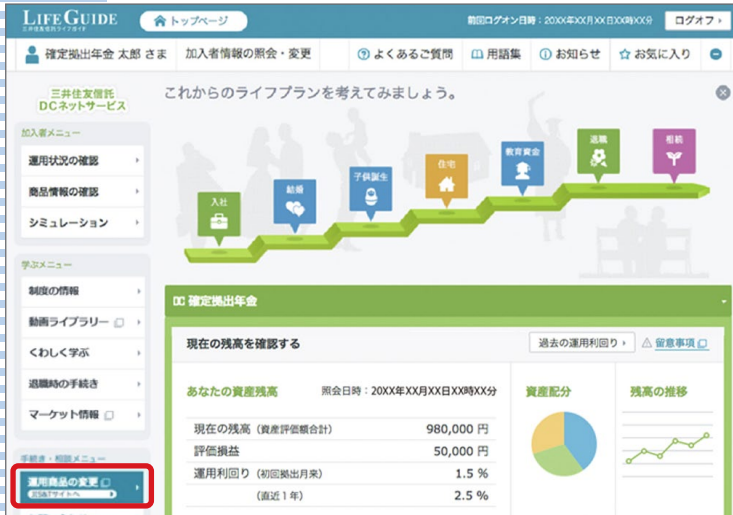 LIFEGUIDE
三井住友信託ライフガイド
トップページ
前回ログオン日時：20XX年XX月XX日XX時XX分
ログオフ
確定拠出年金 太郎 さま
加入者情報の照会・変更
よくあるご質問
用語集
お知らせ
お気に入り
三井住友信託
DCネットサービス
加入者メニュー
運用状況の確認
商品情報の確認
シミュレーション
学ぶメニュー
制度の情報
動画ライブラリー
くわしく学ぶ
退職時の手続き
マーケット情報
手続き・相談メニュー
運用商品の変更
JIS&Tサイトへ
これからのライフプランを考えてみましょう。
入社
結婚
子供誕生
住宅
教育資金
退職
相続
DC 確定拠出年金
現在の残高を確認する
過去の運用利回り
留意事項
あなたの資産残高
照会日時：20XX年XX月XX日XX時XX分
現在の残高（資産評価額合計） 980,000 円
評価損益 50,000 円
運用利回り（初回拠出月来） 1.5 %
（直近1年） 2.5 %
資産配分
残高の推移